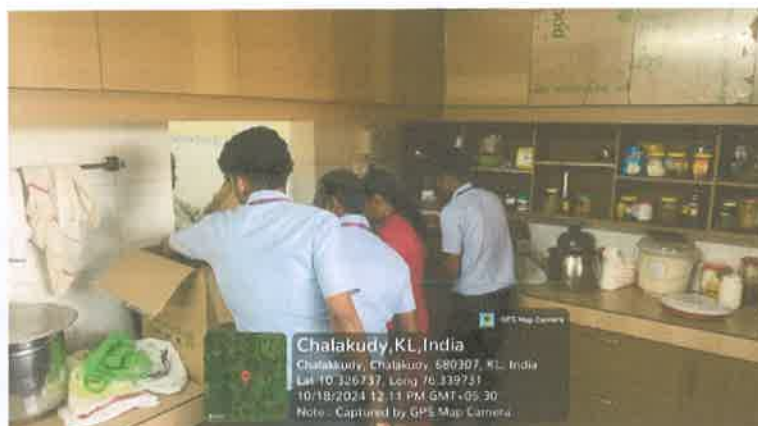 GPS Map Camera
Chalakudy,KL,India
Chalakkudy, Chalakudy, 680307, KL, India
Lat 10.326737, Long 76.339731
10/18/2024 12:11 PM GMT+05:30
Note : Captured by GPS Map Camera